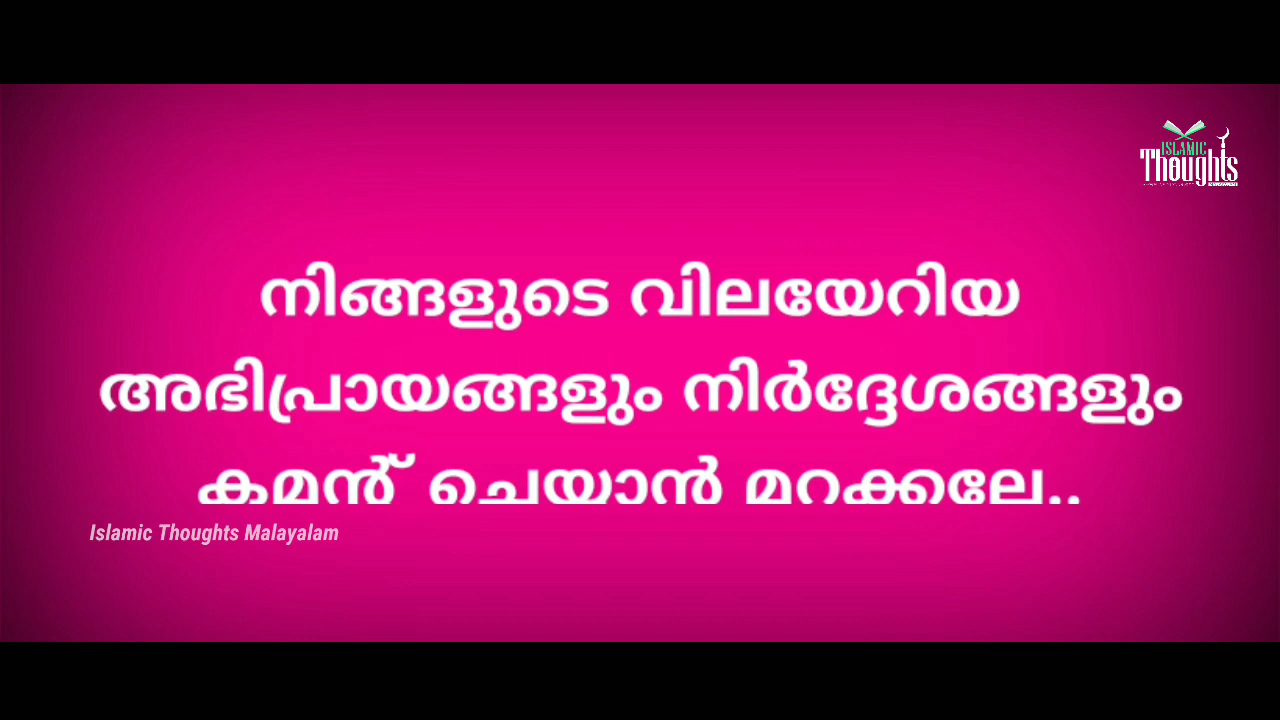 ISLAMIC
Thoughts
നിങ്ങളുടെ വിലയേറിയ
അഭിപ്രായങ്ങളും നിർദ്ദേശങ്ങളും
കമന്റ് ചെയാൻ മറക്കലേ..
Islamic Thoughts Malayalam